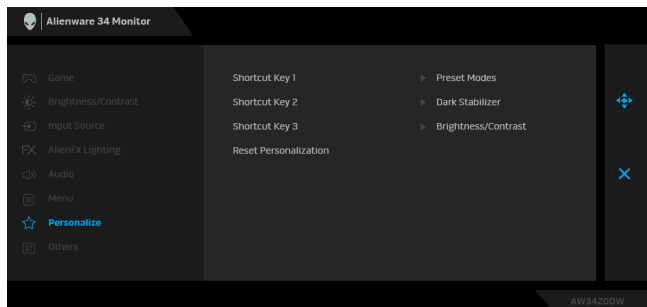 Alienware 34 Monitor
Game
Brightness/Contrast
Input Source
AlienFX Lighting
Audio
Menu
Personalize
Others
Shortcut Key 1 Preset Modes
Shortcut Key 2 Dark Stabilizer
Shortcut Key 3 Brightness/Contrast
Reset Personalization
AW3420DW